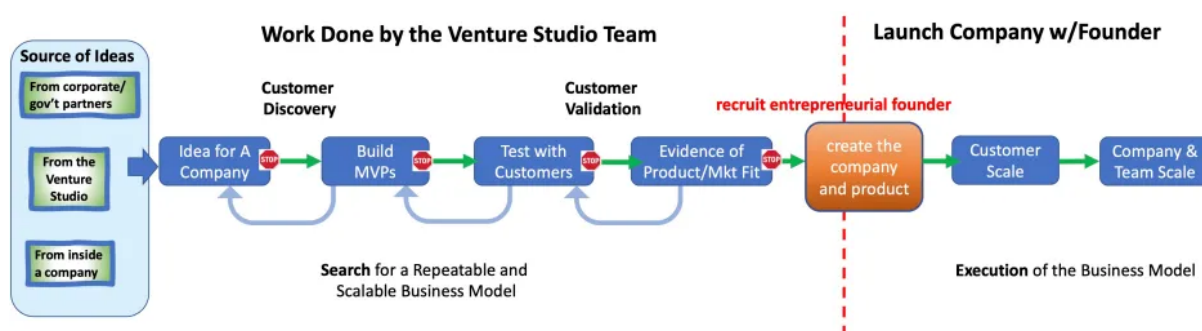 Work Done by the Venture Studio Team
Launch Company w/Founder
Source of Ideas
From corporate/
gov't partners
From the
Venture
Studio
From inside
a company
Customer
Discovery
Customer
Validation
recruit entrepreneurial founder
Idea for A
Company
STOP
Build
MVPs
STOP
Test with
Customers
STOP
Evidence of
Product/Mkt Fit
STOP
create the
company
and product
Customer
Scale
Company &
Team Scale
Search for a Repeatable and
Scalable Business Model
Execution of the Business Model